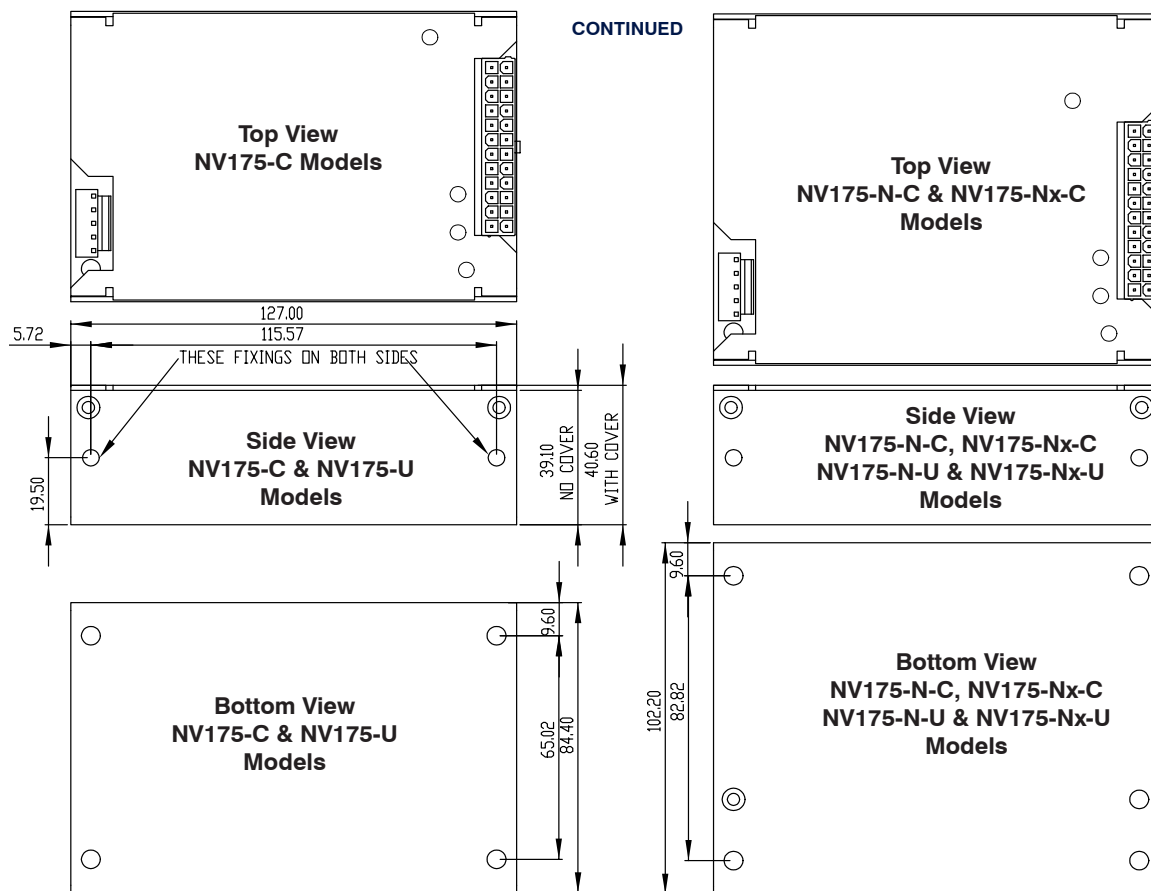 CONTINUED
Top View
NV175-C Models
Top View
NV175-N-C & NV175-Nx-C
Models
127.00
5.72
115.57
THESE FIXINGS ON BOTH SIDES
Side View
NV175-C & NV175-U
Models
19.50
39.10
NO COVER
40.60
WITH COVER
Side View
NV175-N-C, NV175-Nx-C
NV175-N-U & NV175-Nx-U
Models
Bottom View
NV175-C & NV175-U
Models
9.60
65.02
84.40
9.60
102.20
82.82
Bottom View
NV175-N-C, NV175-Nx-C
NV175-N-U & NV175-Nx-U
Models